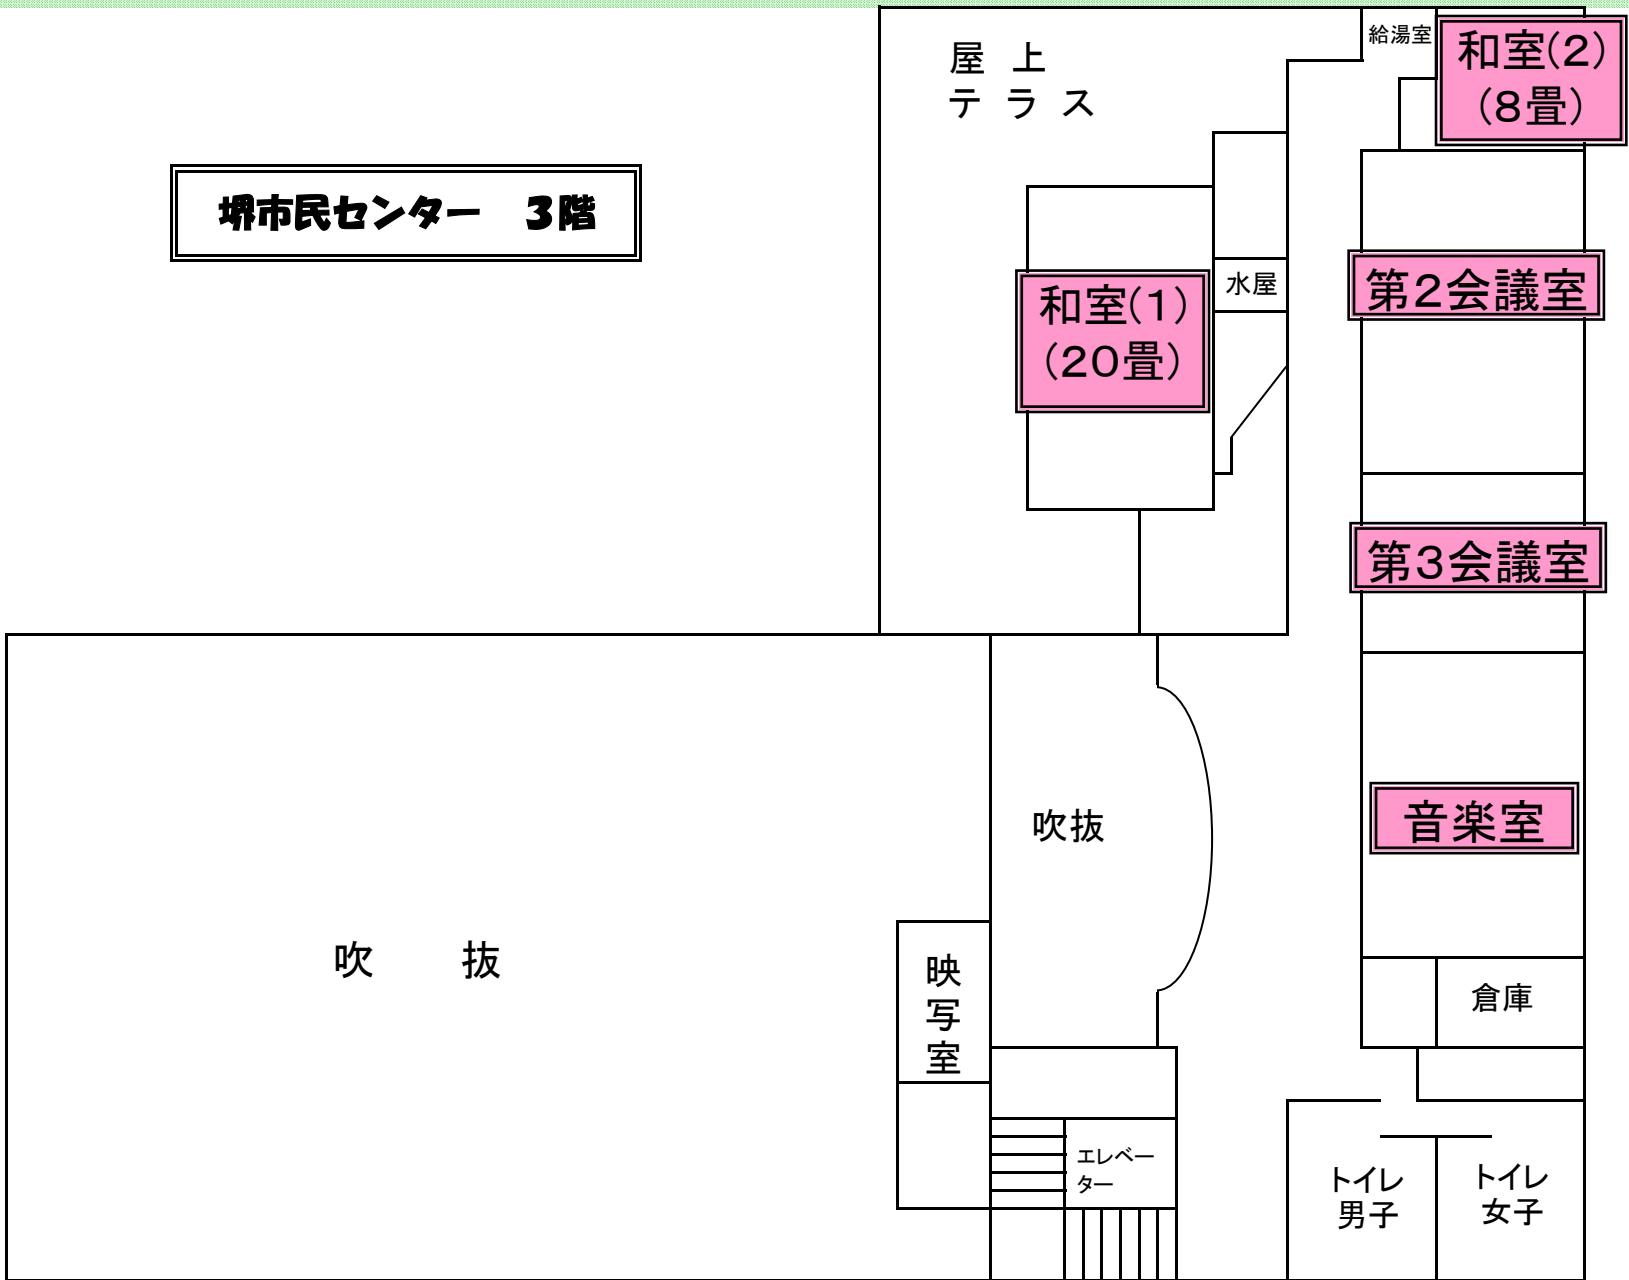 給湯室
和室(2)
(8畳)
屋上
テラス
堺市民センター　3階
第2会議室
水屋
和室(1)
(20畳)
第3会議室
吹抜
音楽室
吹　抜
映写室
倉庫
エレベー
ター
トイレ
男子
トイレ
女子